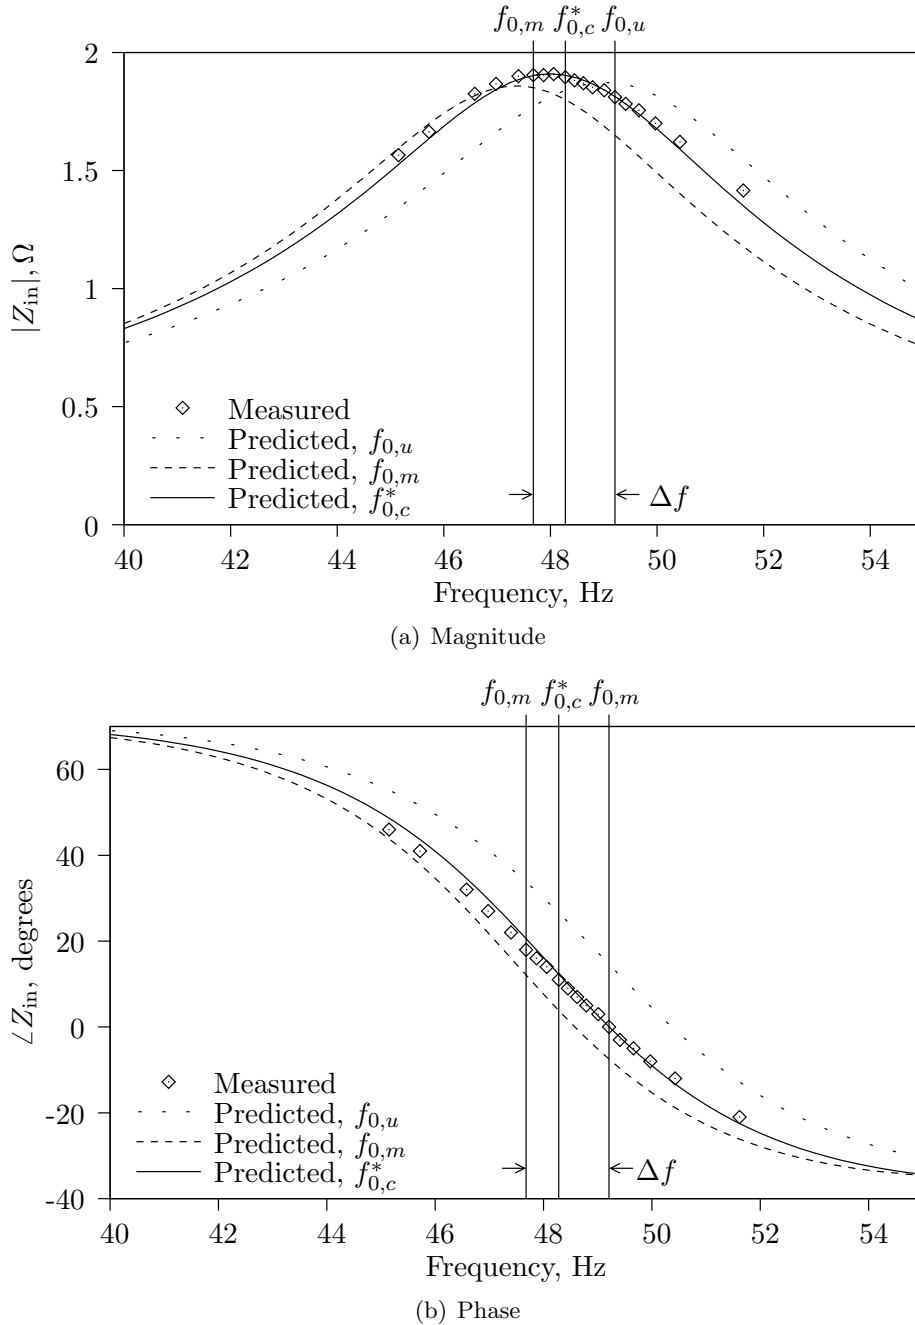 f0,m f*0,c f0,u
2
1.5
1
0.5
0
|Zin|, Ω
Measured
Predicted, f0,u
Predicted, f0,m
Predicted, f*0,c
Δf
40 42 44 46 48 50 52 54
Frequency, Hz
(a) Magnitude
f0,m f*0,c f0,m
60
40
20
0
-20
-40
∠Zin, degrees
Measured
Predicted, f0,u
Predicted, f0,m
Predicted, f*0,c
Δf
40 42 44 46 48 50 52 54
Frequency, Hz
(b) Phase